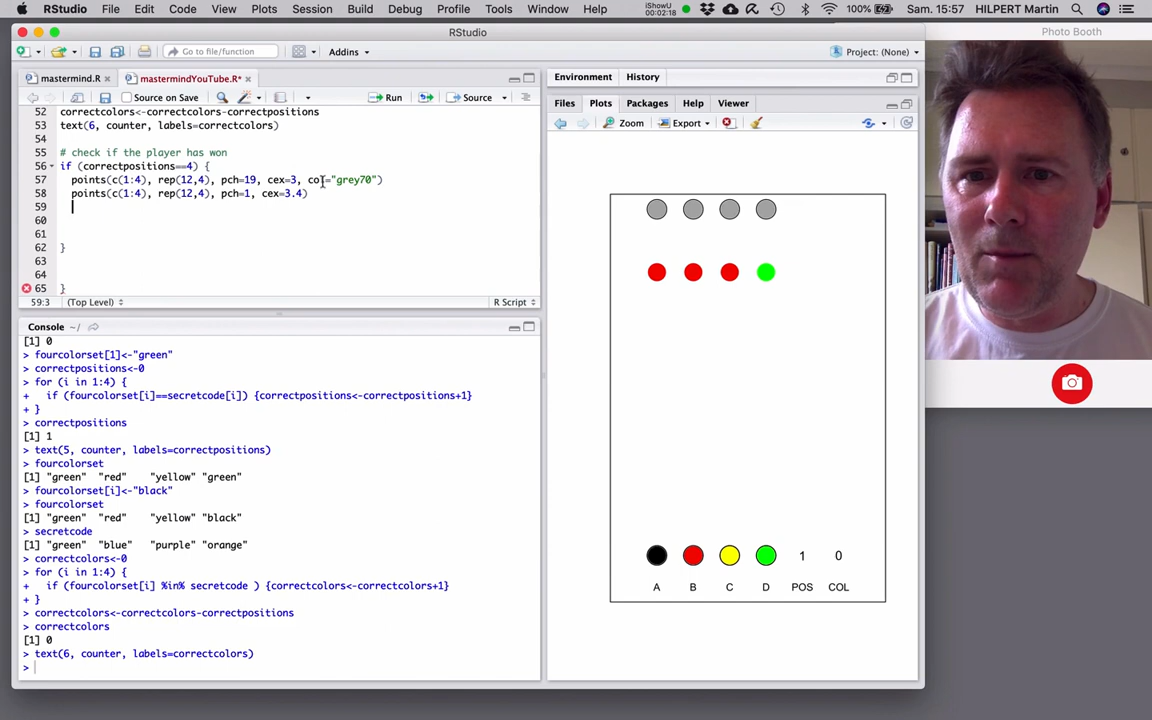 RStudio File Edit Code View Plots Session Build Debug Profile Tools Window Help iShowU 00:02:18 100% Sam. 15:57 HILPERT Martin
RStudio
Photo Booth
Go to file/function Addins Project: (None)
mastermind.R mastermindYouTube.R*
Source on Save Run Source
52 correctcolors<-correctcolors-correctpositions
53 text(6, counter, labels=correctcolors)
54
55 # check if the player has won
56 if (correctpositions==4) {
57 points(c(1:4), rep(12,4), pch=19, cex=3, col="grey70")
58 points(c(1:4), rep(12,4), pch=1, cex=3.4)
59
60
61
62 }
63
64
65 }
59:3 (Top Level) R Script
Console ~/
[1] 0
> fourcolorset[1]<-"green"
> correctpositions<-0
> for (i in 1:4) {
+ if (fourcolorset[i]==secretcode[i]) {correctpositions<-correctpositions+1}
+ }
> correctpositions
[1] 1
> text(5, counter, labels=correctpositions)
> fourcolorset
[1] "green" "red" "yellow" "green"
> fourcolorset[i]<-"black"
> fourcolorset
[1] "green" "red" "yellow" "black"
> secretcode
[1] "green" "blue" "purple" "orange"
> correctcolors<-0
> for (i in 1:4) {
+ if (fourcolorset[i] %in% secretcode ) {correctcolors<-correctcolors+1}
+ }
> correctcolors<-correctcolors-correctpositions
> correctcolors
[1] 0
> text(6, counter, labels=correctcolors)
>
Environment History
Files Plots Packages Help Viewer
Zoom Export
1 0
A B C D POS COL